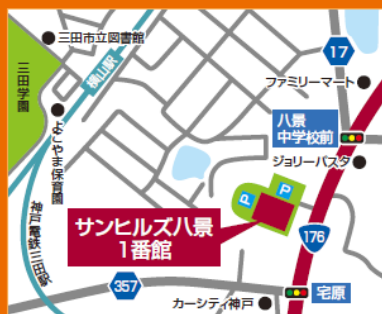 三田市立図書館
17
横山駅
ファミリーマート
三田学園
八景
中学校前
よこやま保育園
ジョリーパスタ
P
P
サンヒルズ八景
1番館
176
神戸電鉄三田線
357
宅原
カーシティ神戸